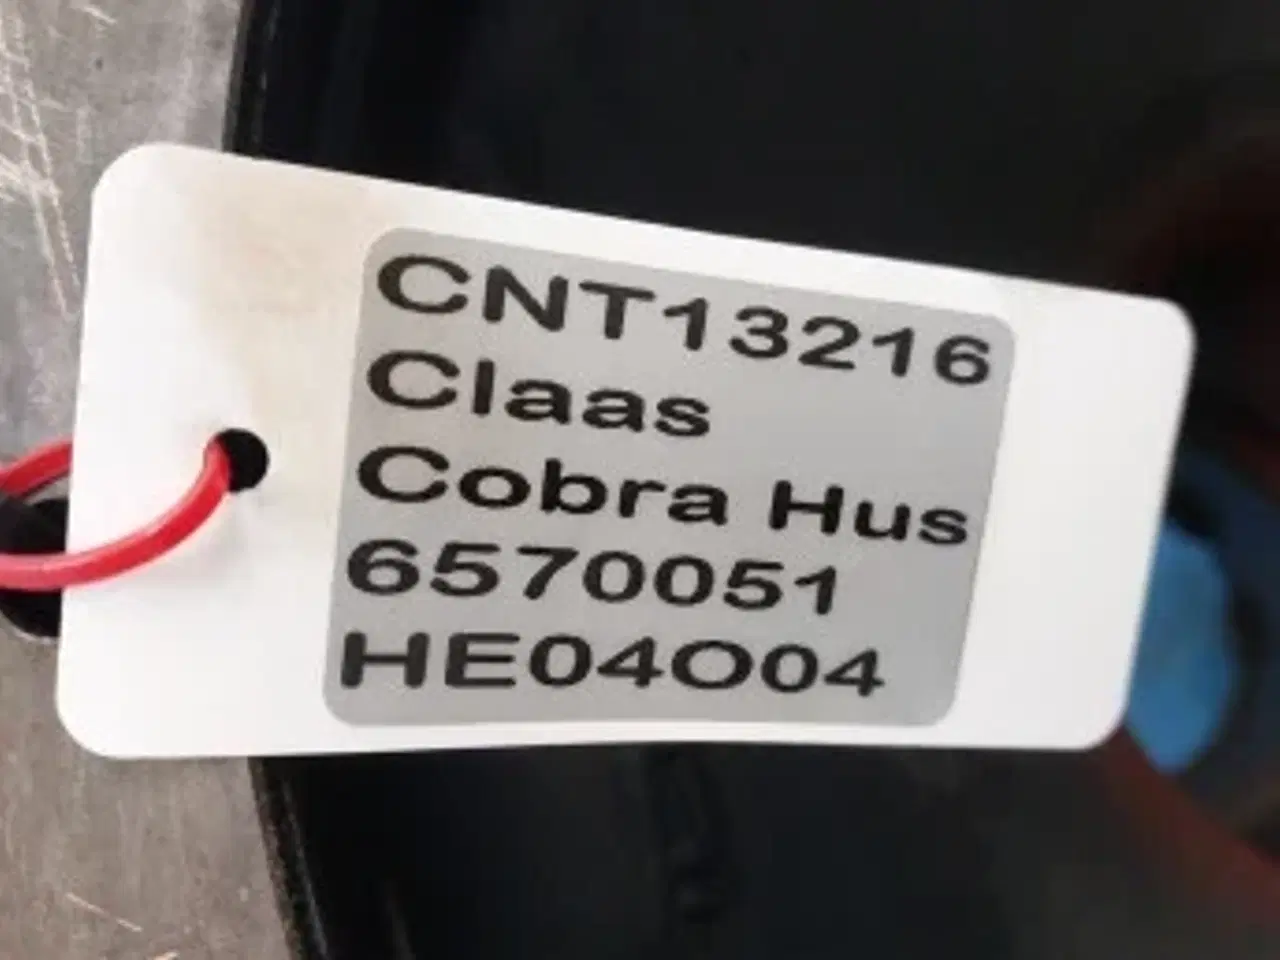 CNT13216
Claas
Cobra Hus
6570051
HE04O04